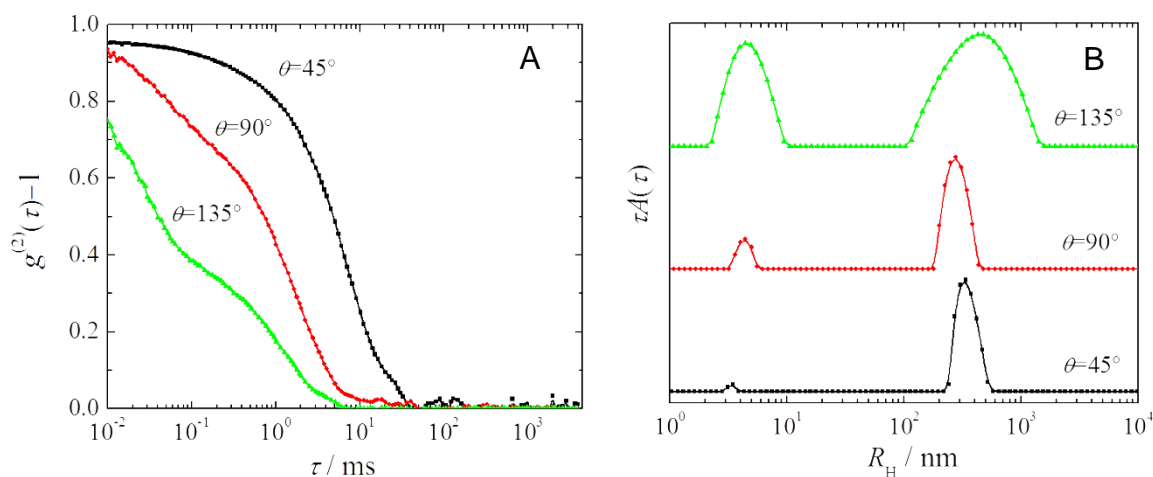 A
1.0
0.8
0.6
0.4
0.2
0.0
g⁽²⁾(τ)−1
θ=45°
θ=90°
θ=135°
10⁻² 10⁻¹ 10⁰ 10¹ 10² 10³
τ / ms
B
τA(τ)
θ=135°
θ=90°
θ=45°
10⁰ 10¹ 10² 10³ 10⁴
R_H / nm